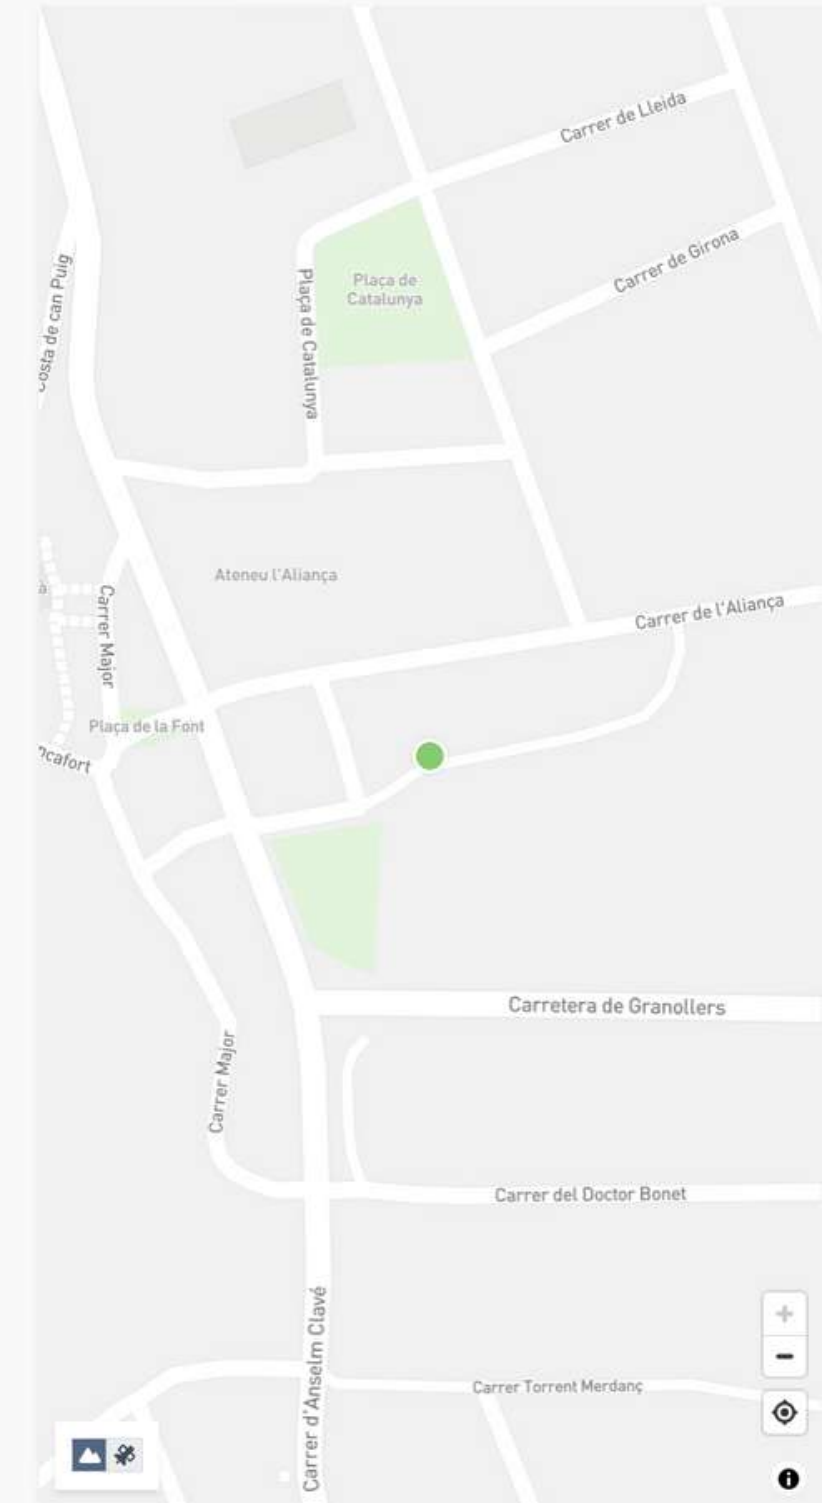 Carrer de Lleida
Carrer de Girona
Costa de can Puig
Plaça de Catalunya
Plaça de
Catalunya
Ateneu l'Aliança
à
Carrer Major
Carrer de l'Aliança
Plaça de la Font
ocafort
Carretera de Granollers
Carrer Major
Carrer del Doctor Bonet
Carrer d'Anselm Clavé
Carrer Torrent Merdanç